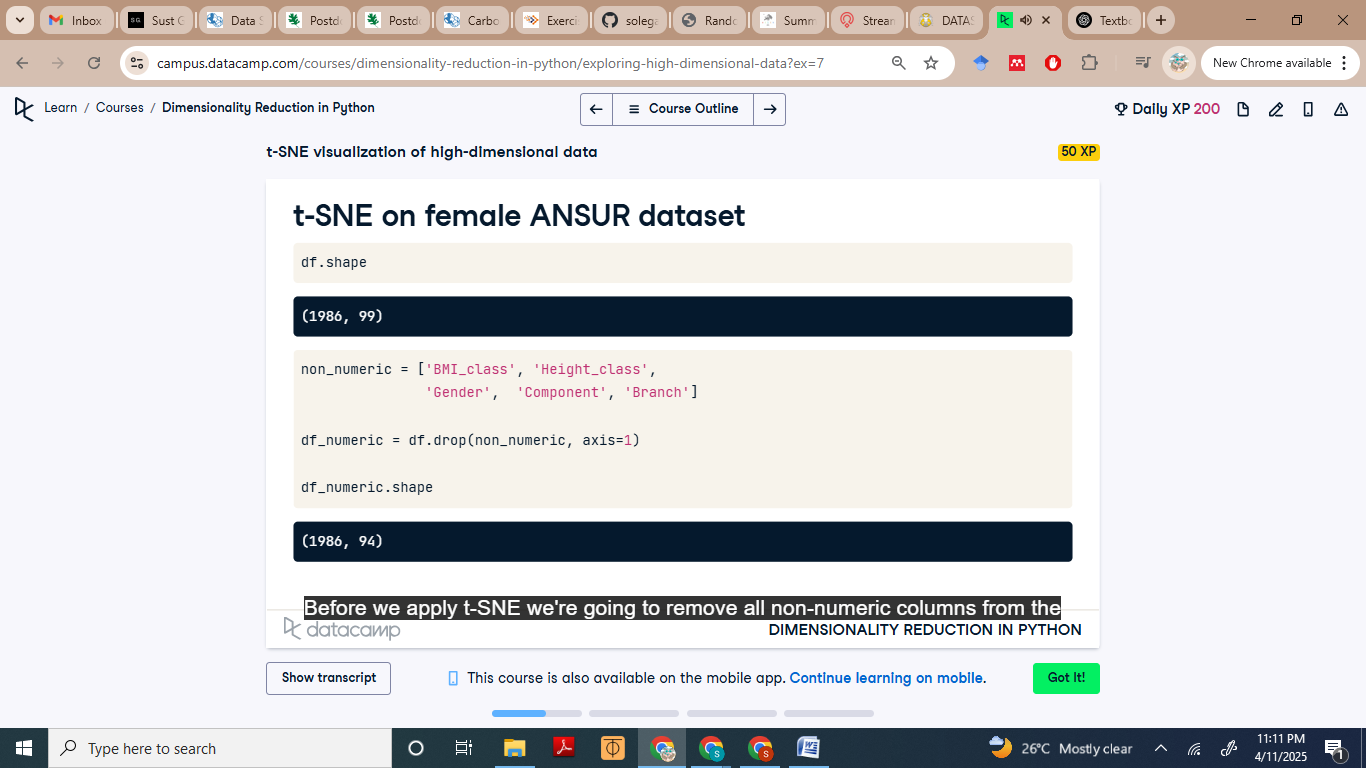 Inbox
Sust G
Data S
Postdo
Postdo
Carbo
Exerci
solega
Rando
Summ
Stream
DATAS
Textbo
campus.datacamp.com/courses/dimensionality-reduction-in-python/exploring-high-dimensional-data?ex=7
New Chrome available
Learn / Courses / Dimensionality Reduction in Python
Course Outline
Daily XP 200
t-SNE visualization of high-dimensional data
50 XP
t-SNE on female ANSUR dataset
df.shape
(1986, 99)
non_numeric = ['BMI_class', 'Height_class',
'Gender', 'Component', 'Branch']
df_numeric = df.drop(non_numeric, axis=1)
df_numeric.shape
(1986, 94)
Before we apply t-SNE we're going to remove all non-numeric columns from the
datacamp
DIMENSIONALITY REDUCTION IN PYTHON
Show transcript
This course is also available on the mobile app. Continue learning on mobile.
Got It!
Type here to search
26°C Mostly clear
11:11 PM
4/11/2025
1